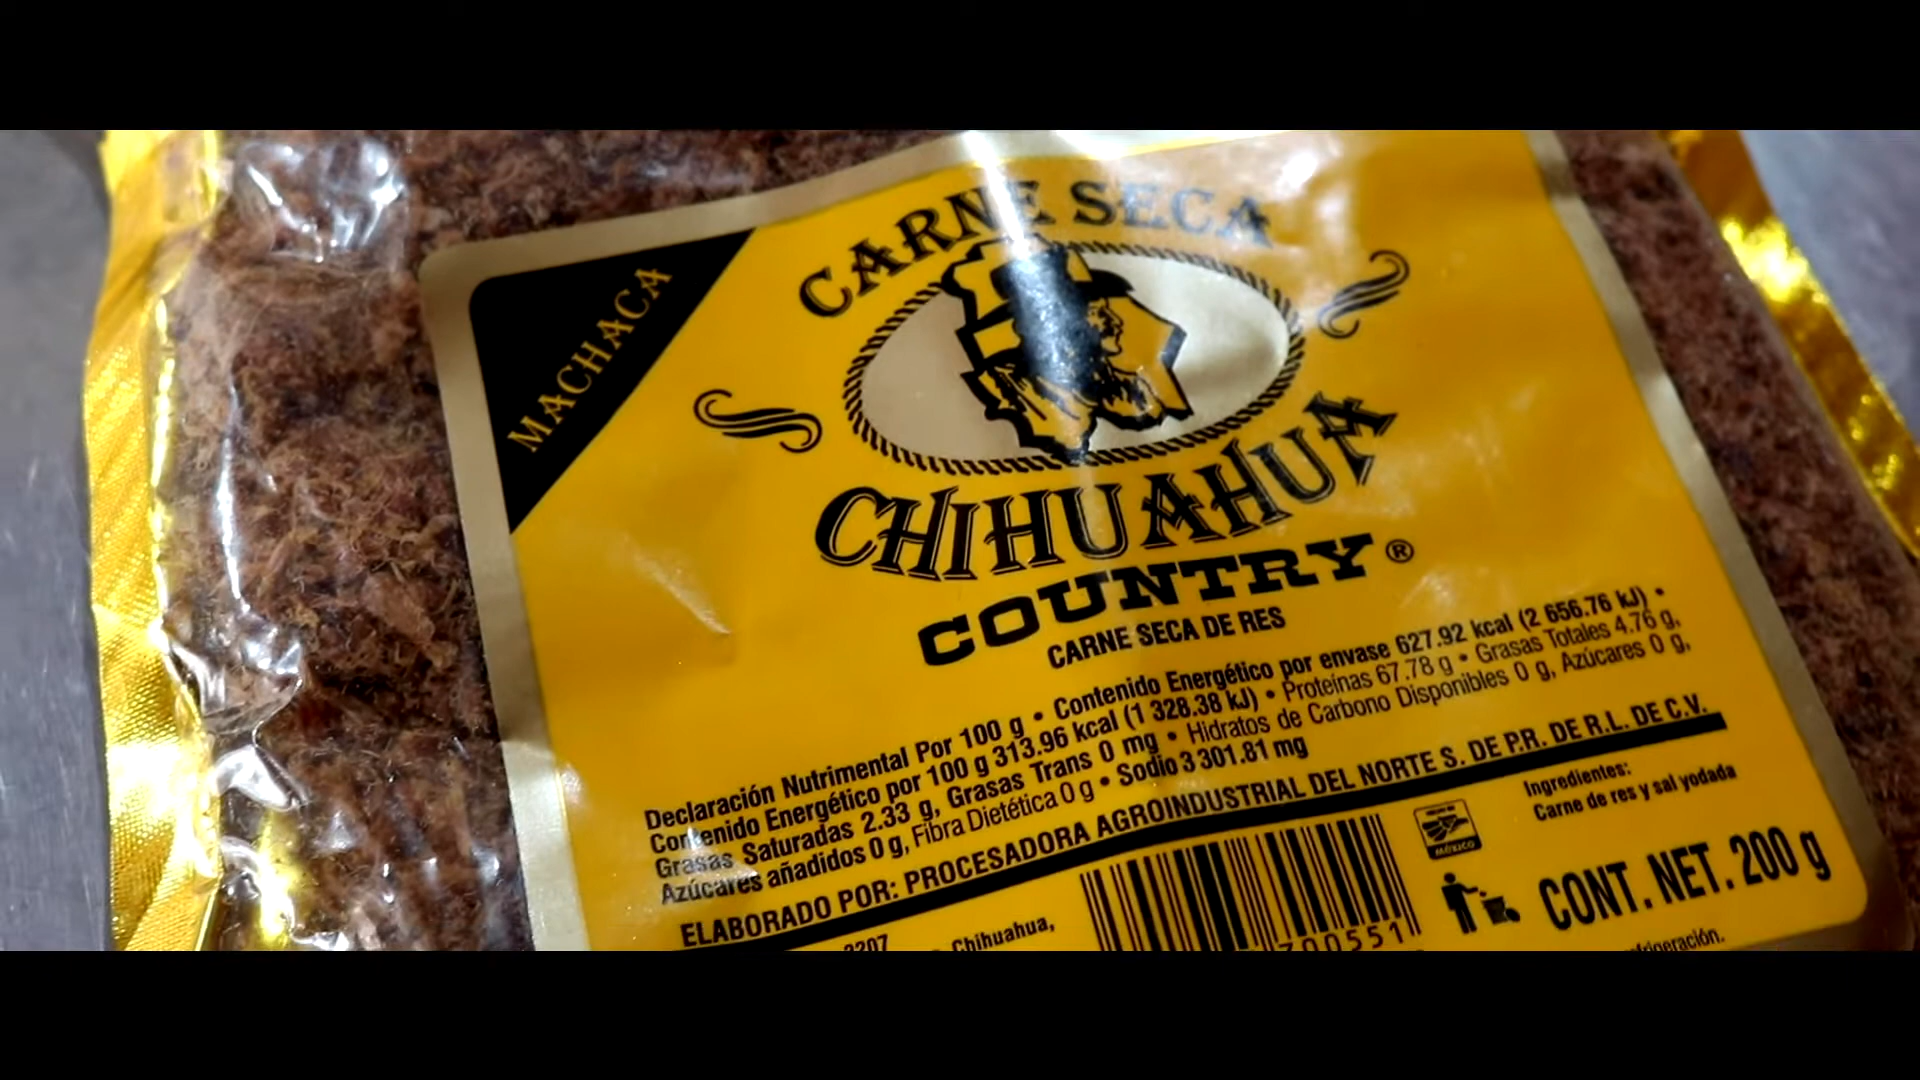 MACHACA
CARNE SECA
CHIHUAHUA
COUNTRY®
CARNE SECA DE RES
Declaración Nutrimental Por 100 g • Contenido Energético por envase 627.92 kcal (2 656.76 kJ) •
Contenido Energético por 100 g 313.96 kcal (1 328.38 kJ) • Proteínas 67.78 g • Grasas Totales 4.76 g,
Grasas Saturadas 2.33 g, Grasas Trans 0 mg • Hidratos de Carbono Disponibles 0 g, Azúcares 0 g,
Azúcares añadidos 0 g, Fibra Dietética 0 g • Sodio 3 301.81 mg
ELABORADO POR: PROCESADORA AGROINDUSTRIAL DEL NORTE S. DE P.R. DE R.L. DE C.V.
Ingredientes:
Carne de res y sal yodada
MÉXICO
CONT. NET. 200 g
Chihuahua,